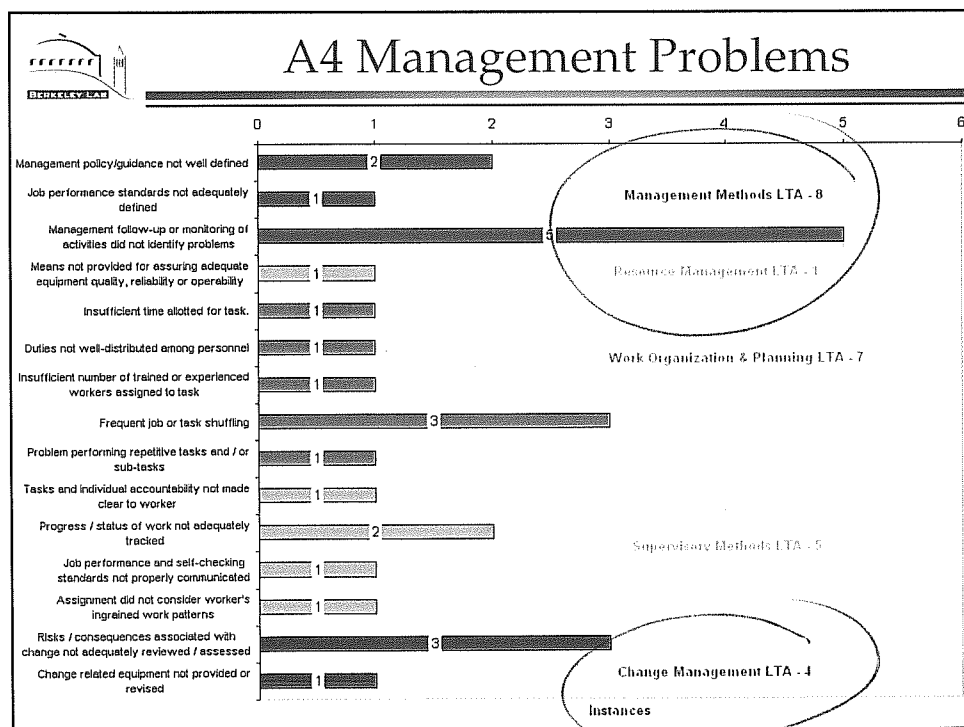 A4 Management Problems
BERKELEY LAB
0 1 2 3 4 5 6
Management policy/guidance not well defined
2
Management Methods LTA - 8
Job performance standards not adequately
defined
1
Management follow-up or monitoring of
activities did not identify problems
5
Means not provided for assuring adequate
equipment quality, reliability or operability
1
Resource Management LTA - 1
Insufficient time allotted for task.
1
Duties not well-distributed among personnel
1
Work Organization & Planning LTA - 7
Insufficient number of trained or experienced
workers assigned to task
1
Frequent job or task shuffling
3
Problem performing repetitive tasks and / or
sub-tasks
1
Tasks and individual accountability not made
clear to worker
1
Progress / status of work not adequately
tracked
2
Supervisory Methods LTA - 5
Job performance and self-checking
standards not properly communicated
1
Assignment did not consider worker's
ingrained work patterns
1
Risks / consequences associated with
change not adequately reviewed / assessed
3
Change Management LTA - 4
Change related equipment not provided or
revised
1
Instances